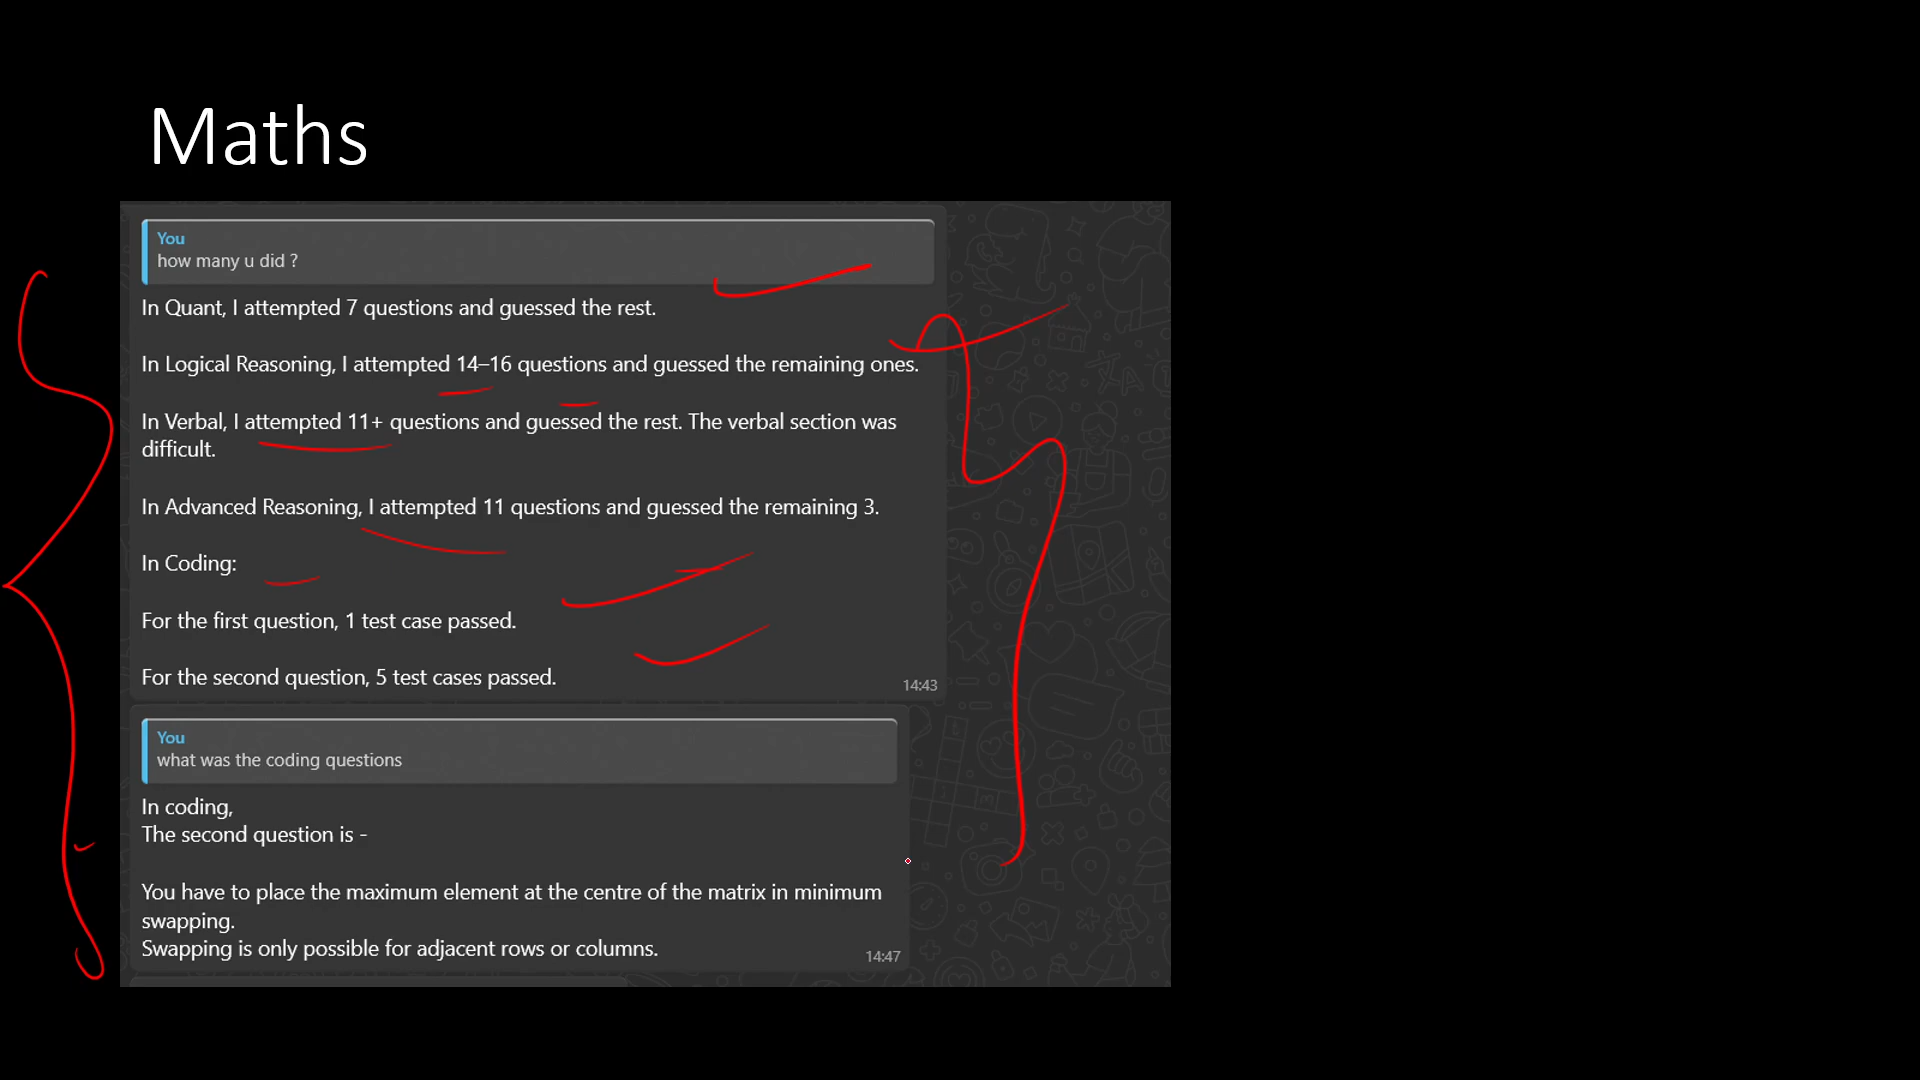 Maths
You
how many u did ?
In Quant, I attempted 7 questions and guessed the rest.
In Logical Reasoning, I attempted 14–16 questions and guessed the remaining ones.
In Verbal, I attempted 11+ questions and guessed the rest. The verbal section was
difficult.
In Advanced Reasoning, I attempted 11 questions and guessed the remaining 3.
In Coding:
For the first question, 1 test case passed.
For the second question, 5 test cases passed.
14:43
You
what was the coding questions
In coding,
The second question is -
You have to place the maximum element at the centre of the matrix in minimum
swapping.
Swapping is only possible for adjacent rows or columns.
14:47